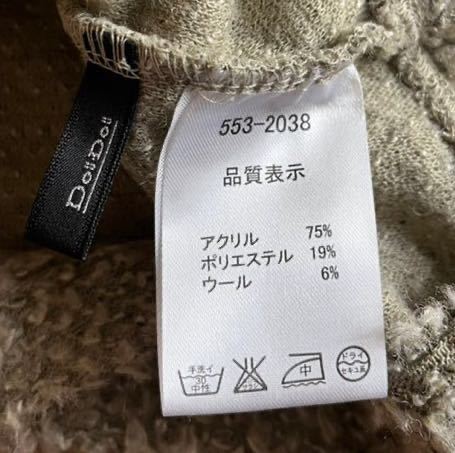 DouDou
553-2038
品質表示
アクリル 75%
ポリエステル 19%
ウール 6%
手洗イ
30
中性
中
ドライ
セキユ系